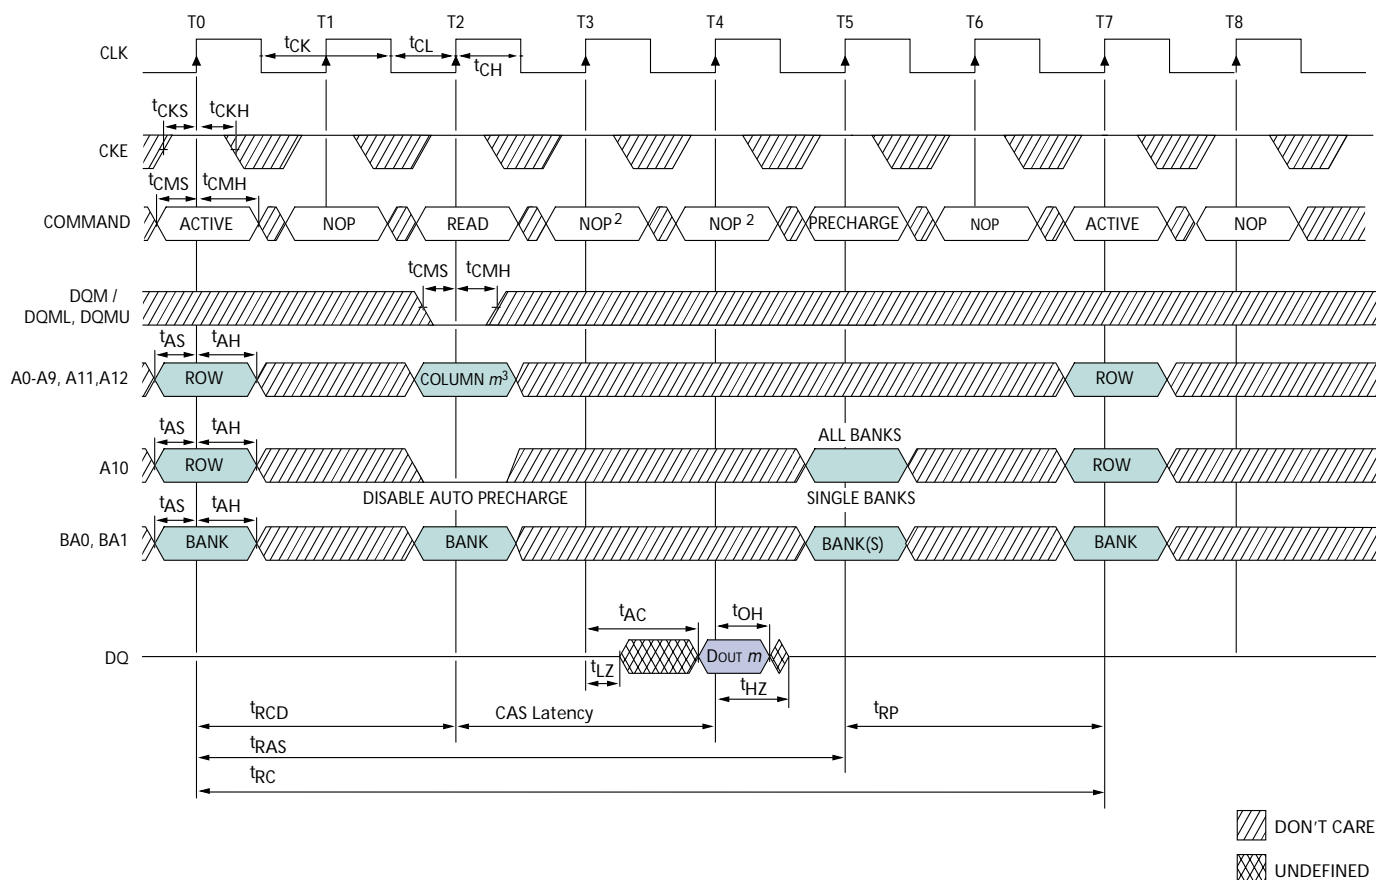 T0 T1 T2 T3 T4 T5 T6 T7 T8
CLK
tCK tCL
tCH
tCKS tCKH
CKE
tCMS tCMH
COMMAND ACTIVE NOP READ NOP2 NOP 2 PRECHARGE NOP ACTIVE NOP
tCMS tCMH
DQM /
DQML, DQMU
tAS tAH
A0-A9, A11,A12 ROW COLUMN m3 ROW
tAS tAH ALL BANKS
A10 ROW ROW
DISABLE AUTO PRECHARGE SINGLE BANKS
tAS tAH
BA0, BA1 BANK BANK BANK(S) BANK
tAC tOH
DQ DOUT m
tLZ
tHZ
tRCD CAS Latency tRP
tRAS
tRC
DON'T CARE
UNDEFINED